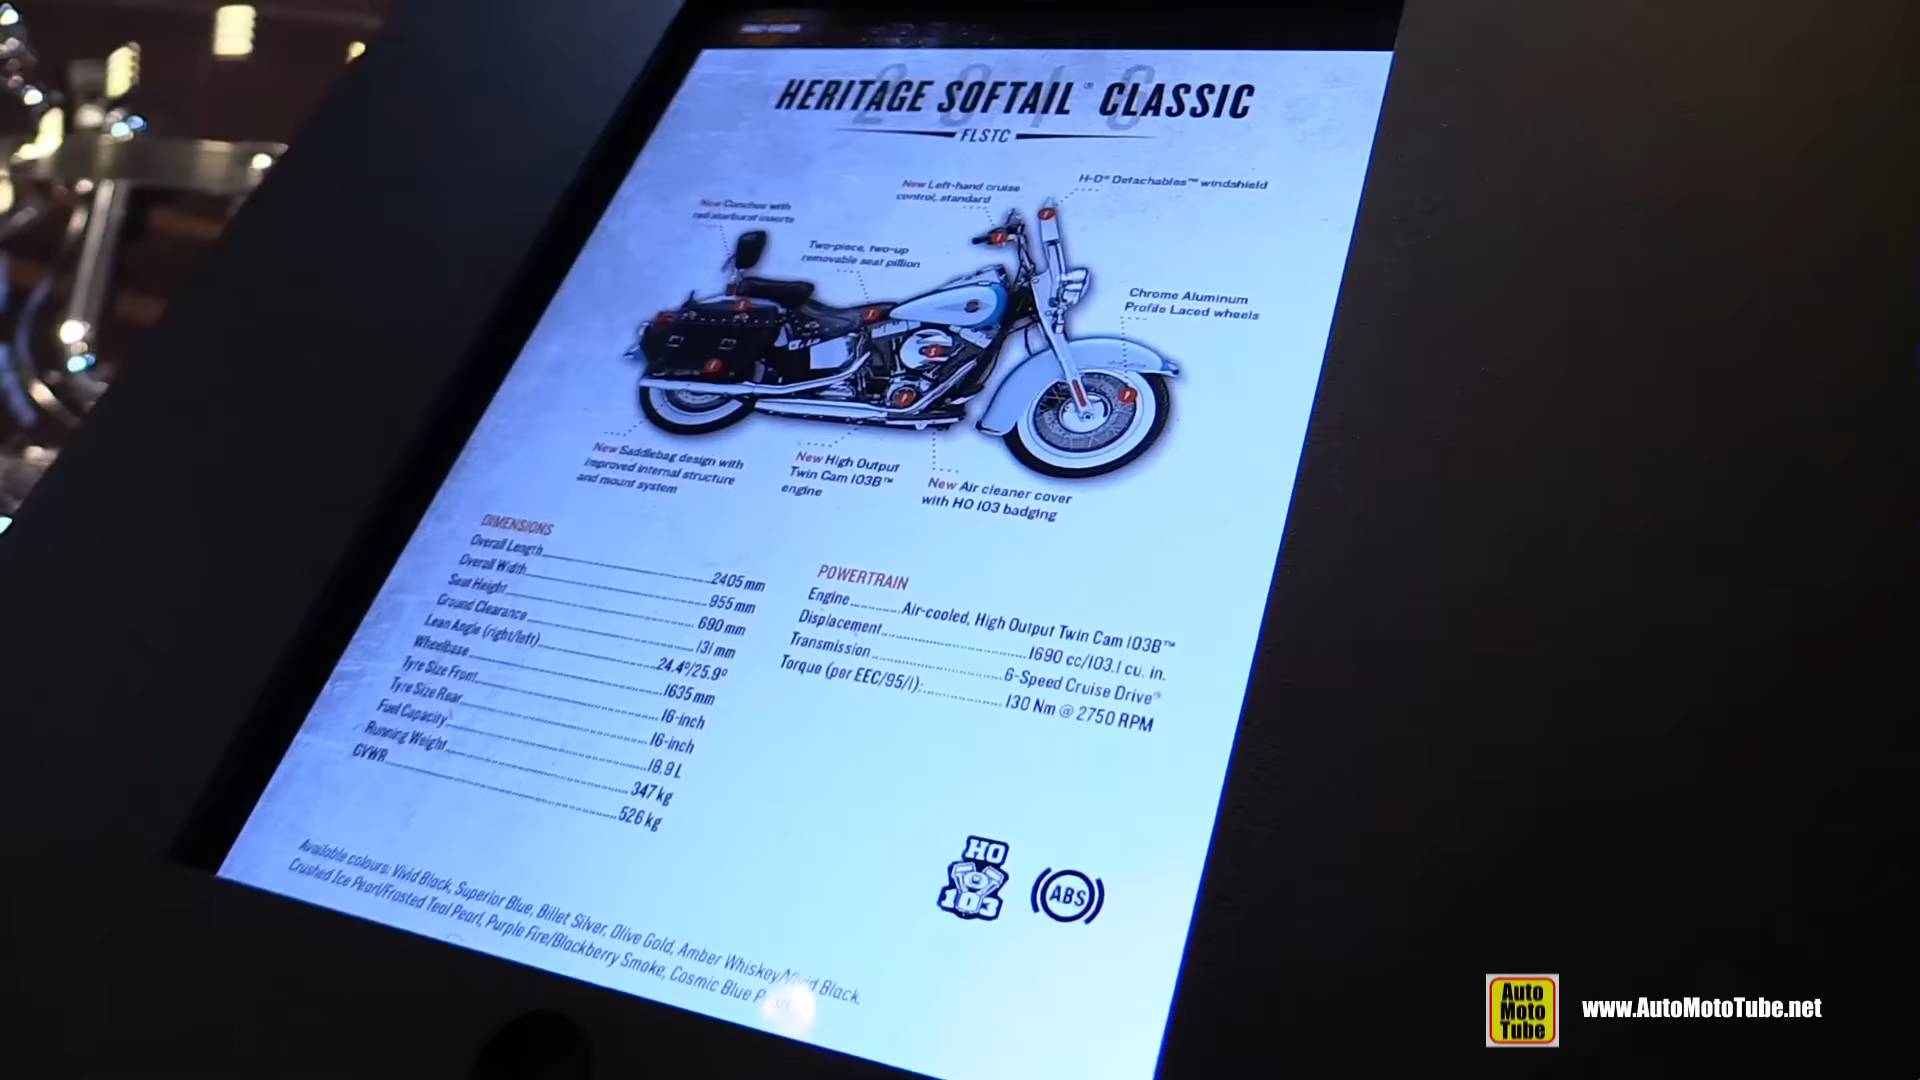 HARLEY-DAVIDSON
2016
HERITAGE SOFTAIL® CLASSIC
FLSTC
New Conchos with
red starburst inserts
New Left-hand cruise
control, standard
H-D® Detachables™ windshield
Two-piece, two-up
removable seat pillion
Chrome Aluminum
Profile Laced wheels
New Saddlebag design with
improved internal structure
and mount system
New High Output
Twin Cam 103B™
engine
New Air cleaner cover
with HO 103 badging
DIMENSIONS
Overall Length 2405 mm
Overall Width 955 mm
Seat Height 690 mm
Ground Clearance 131 mm
Lean Angle (right/left) 24.4°/25.9°
Wheelbase 1635 mm
Tyre Size Front 16-inch
Tyre Size Rear 16-inch
Fuel Capacity 18.9 L
Running Weight 347 kg
GVWR 526 kg
POWERTRAIN
Engine Air-cooled, High Output Twin Cam 103B™
Displacement 1690 cc/103.1 cu. in.
Transmission 6-Speed Cruise Drive®
Torque (per EEC/95/1): 130 Nm @ 2750 RPM
HO
103
ABS
Available colours: Vivid Black, Superior Blue, Billet Silver, Olive Gold, Amber Whiskey/Vivid Black,
Crushed Ice Pearl/Frosted Teal Pearl, Purple Fire/Blackberry Smoke, Cosmic Blue Pearl
Auto
Moto
Tube
www.AutoMotoTube.net